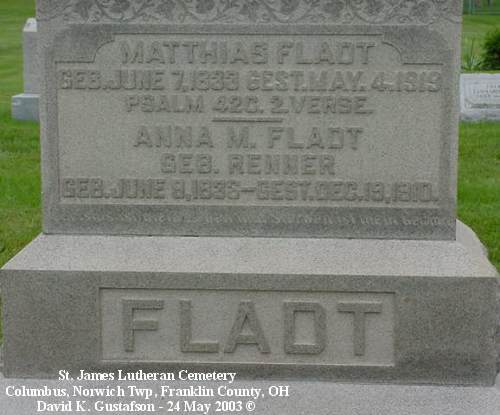 MATTHIAS FLADT
GEB. JUNE 7, 1833 GEST. MAY. 4-1919
PSALM 42C. 2. VERSE.
ANNA M. FLADT
GEB. RENNER
GEB. JUNE 8, 1836-GEST. DEC. 19, 1910.
FLADT
St, James Lutheran Cemetery
Columbus, Norwich Twp, Franklin County, OH
David K. Gustafson - 24 May 2003 ©